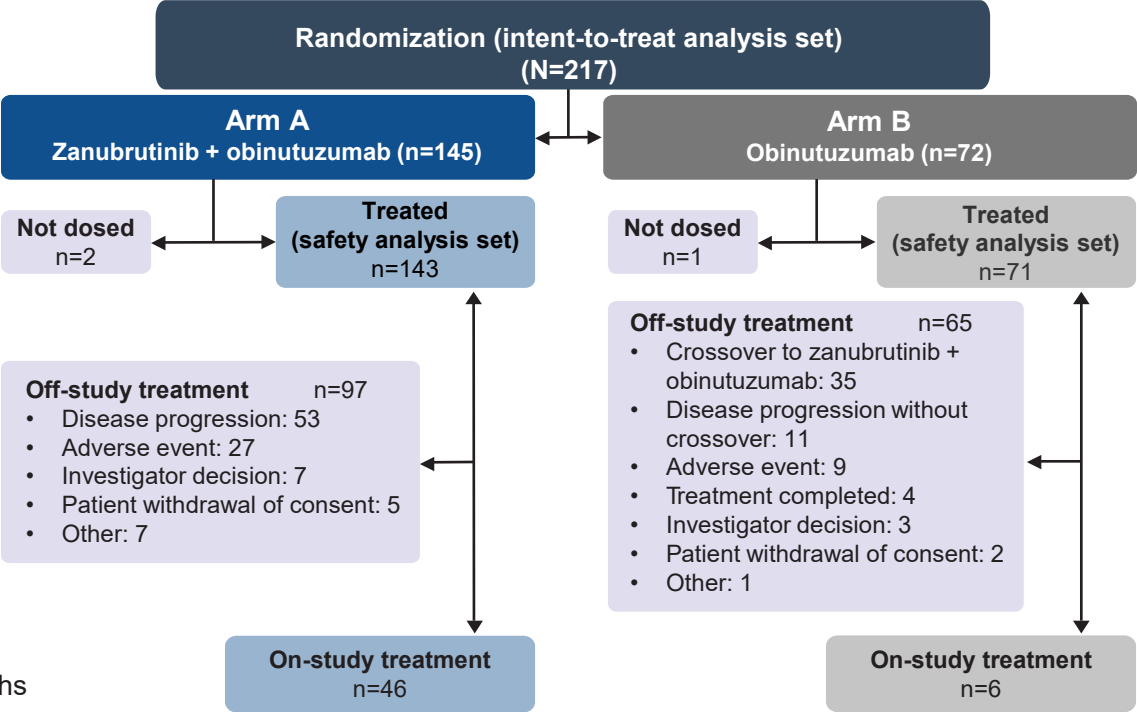 Randomization (intent-to-treat analysis set)
(N=217)
Arm A
Zanubrutinib + obinutuzumab (n=145)
Arm B
Obinutuzumab (n=72)
Not dosed
n=2
Treated
(safety analysis set)
n=143
Not dosed
n=1
Treated
(safety analysis set)
n=71
Off-study treatment n=97
• Disease progression: 53
• Adverse event: 27
• Investigator decision: 7
• Patient withdrawal of consent: 5
• Other: 7
Off-study treatment n=65
• Crossover to zanubrutinib +
obinutuzumab: 35
• Disease progression without
crossover: 11
• Adverse event: 9
• Treatment completed: 4
• Investigator decision: 3
• Patient withdrawal of consent: 2
• Other: 1
On-study treatment
n=46
On-study treatment
n=6
hs